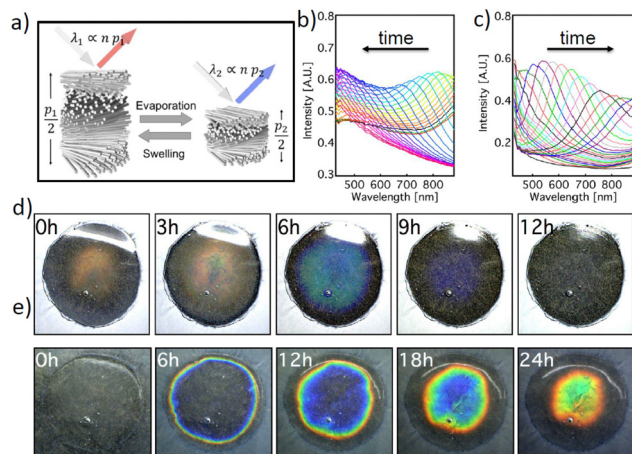 a)
λ₁ ∝ n p₁
λ₂ ∝ n p₂
p₁/2
Evaporation
Swelling
p₂/2
b)
time
Intensity [A.U.]
0.8
0.7
0.6
0.5
0.4
0.3
500 600 700 800
Wavelength [nm]
c)
time
Intensity [A.U.]
0.8
0.6
0.4
0.2
500 600 700 800
Wavelength [nm]
d)
0h
3h
6h
9h
12h
e)
0h
6h
12h
18h
24h